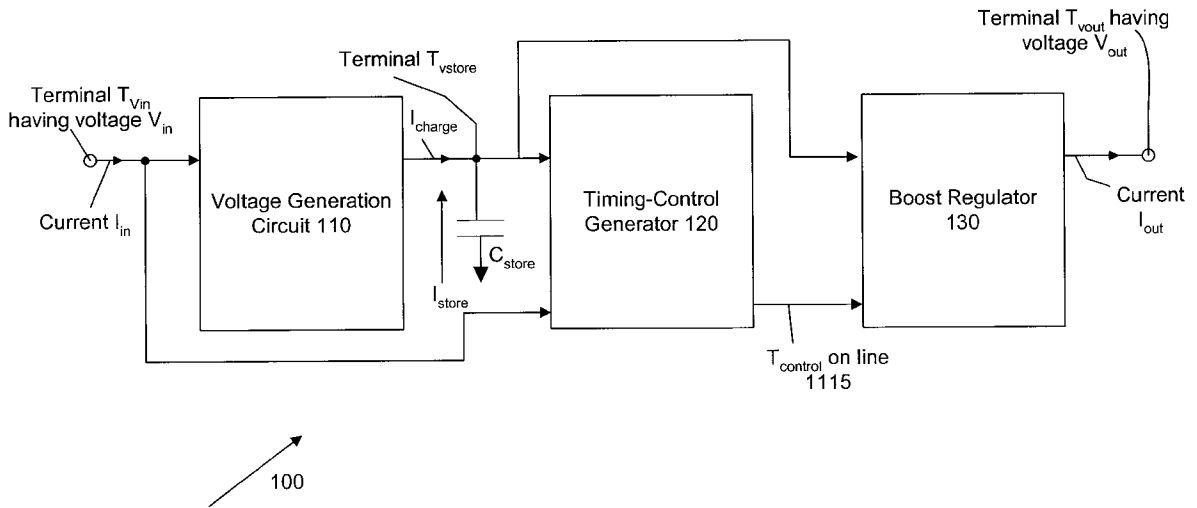 Terminal T_Vin
having voltage V_in
Current I_in
Voltage Generation
Circuit 110
Terminal T_vstore
I_charge
C_store
I_store
Timing-Control
Generator 120
T_control on line
1115
Boost Regulator
130
Terminal T_vout having
voltage V_out
Current
I_out
100